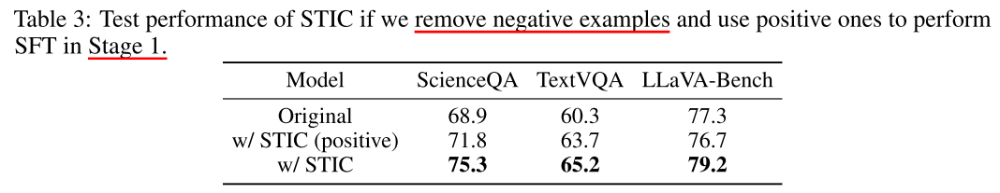 Table 3: Test performance of STIC if we remove negative examples and use positive ones to perform
SFT in Stage 1.
Model ScienceQA TextVQA LLaVA-Bench
Original 68.9 60.3 77.3
w/ STIC (positive) 71.8 63.7 76.7
w/ STIC 75.3 65.2 79.2